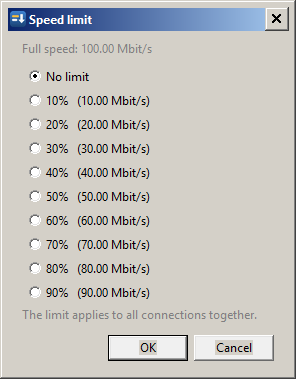 Speed limit
Full speed: 100.00 Mbit/s
No limit
10% (10.00 Mbit/s)
20% (20.00 Mbit/s)
30% (30.00 Mbit/s)
40% (40.00 Mbit/s)
50% (50.00 Mbit/s)
60% (60.00 Mbit/s)
70% (70.00 Mbit/s)
80% (80.00 Mbit/s)
90% (90.00 Mbit/s)
The limit applies to all connections together.
OK Cancel